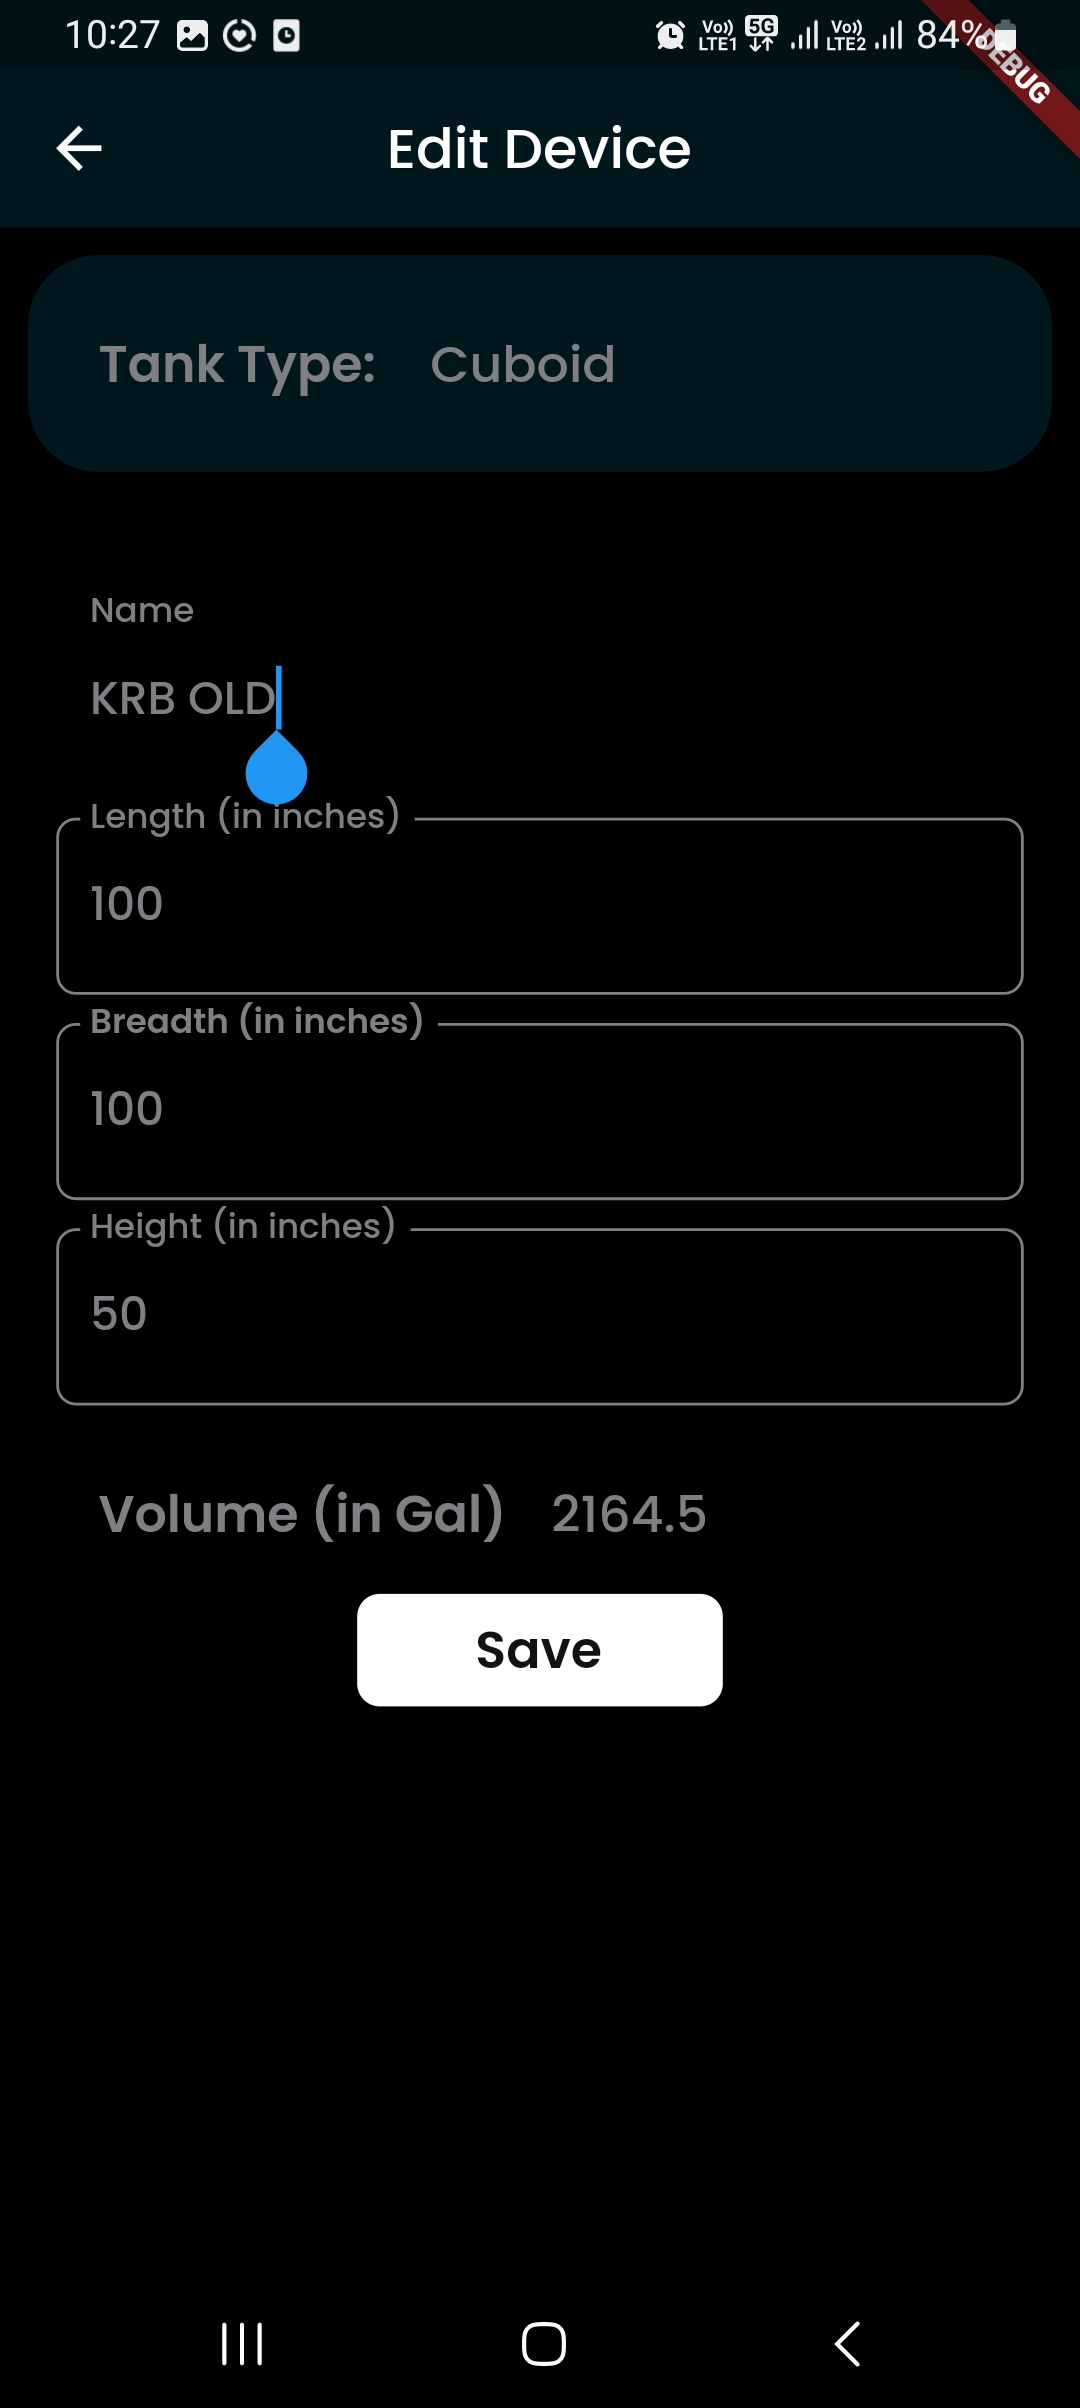 10:27 Vo)) LTE1 5G Vo)) LTE2 84%
DEBUG
Edit Device
Tank Type: Cuboid
Name
KRB OLD
Length (in inches)
100
Breadth (in inches)
100
Height (in inches)
50
Volume (in Gal) 2164.5
Save